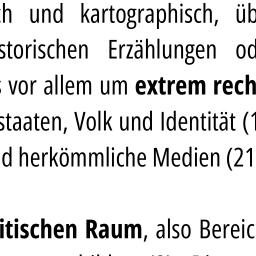 ch und kartographisch, üb
storischen Erzählungen od
s vor allem um extrem rech
staaten, Volk und Identität (1
d herkömmliche Medien (21
itischen Raum, also Bereic